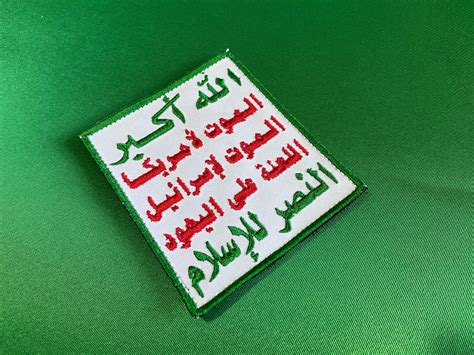 الله أكبر
الموت لأمريكا
الموت لإسرائيل
اللعنة على اليهود
النصر للإسلام